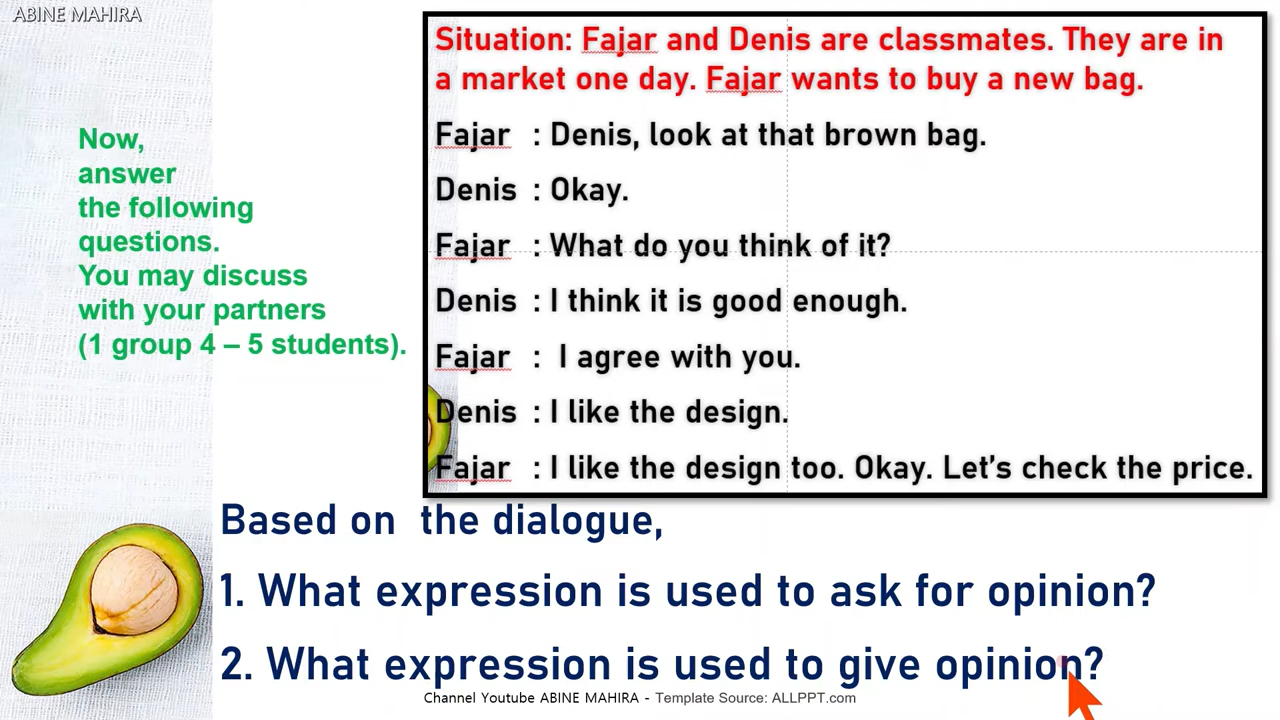 ABINE MAHIRA
Situation: Fajar and Denis are classmates. They are in
a market one day. Fajar wants to buy a new bag.
Fajar : Denis, look at that brown bag.
Denis : Okay.
Fajar : What do you think of it?
Denis : I think it is good enough.
Fajar : I agree with you.
Denis : I like the design.
Fajar : I like the design too. Okay. Let's check the price.
Now,
answer
the following
questions.
You may discuss
with your partners
(1 group 4 – 5 students).
Based on the dialogue,
1. What expression is used to ask for opinion?
2. What expression is used to give opinion?
Channel Youtube ABINE MAHIRA - Template Source: ALLPPT.com